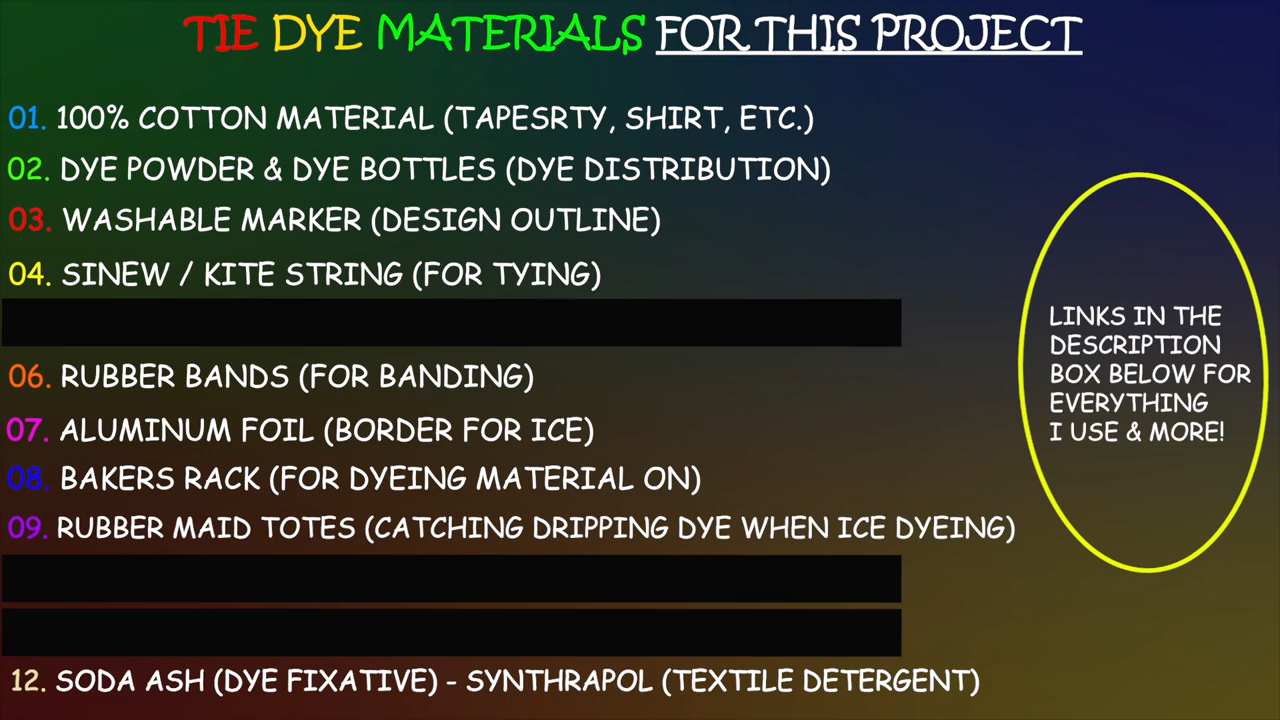 TIE DYE MATERIALS FOR THIS PROJECT
01. 100% COTTON MATERIAL (TAPESRTY, SHIRT, ETC.)
02. DYE POWDER & DYE BOTTLES (DYE DISTRIBUTION)
03. WASHABLE MARKER (DESIGN OUTLINE)
04. SINEW / KITE STRING (FOR TYING)
06. RUBBER BANDS (FOR BANDING)
07. ALUMINUM FOIL (BORDER FOR ICE)
08. BAKERS RACK (FOR DYEING MATERIAL ON)
09. RUBBER MAID TOTES (CATCHING DRIPPING DYE WHEN ICE DYEING)
12. SODA ASH (DYE FIXATIVE) - SYNTHRAPOL (TEXTILE DETERGENT)
LINKS IN THE
DESCRIPTION
BOX BELOW FOR
EVERYTHING
I USE & MORE!